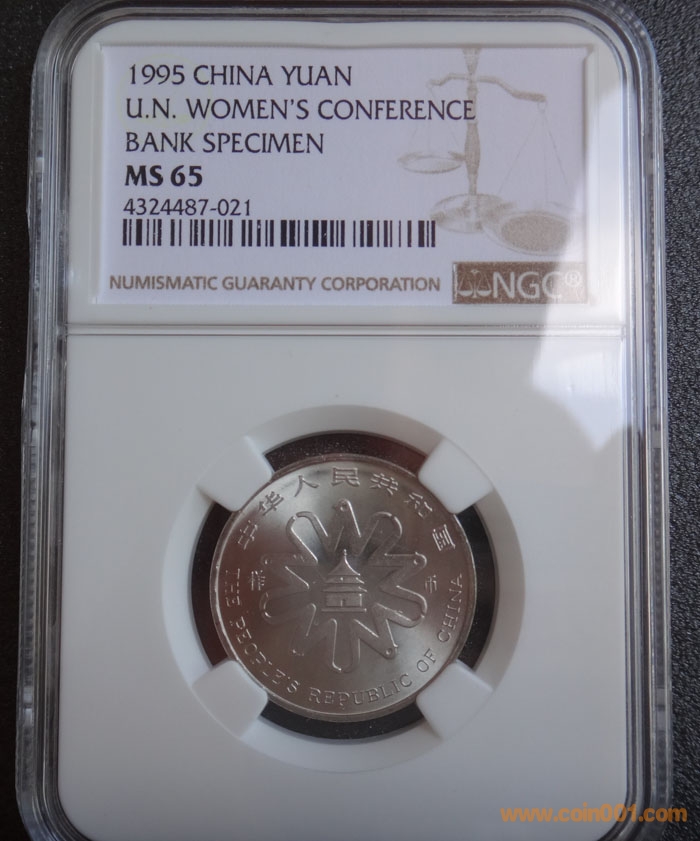 1995 CHINA YUAN
U.N. WOMEN'S CONFERENCE
BANK SPECIMEN
MS 65
4324487-021
NUMISMATIC GUARANTY CORPORATION
NGC®
中华人民共和国
样 币
THE PEOPLE'S REPUBLIC OF CHINA
www.coin001.com